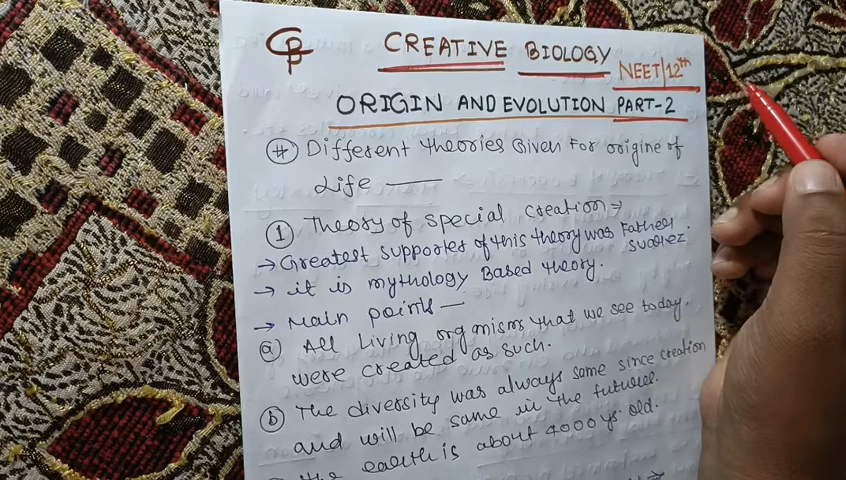 CB CREATIVE BIOLOGY NEET/12th
ORIGIN AND EVOLUTION PART-2
# Different theories Given For origine of
Life —
1 Theory of special creation →
→ Greatest supporter of this theory was Father
suarez.
→ it is mythology Based theory.
→ Main points —
a All Living organisms that we see today.
were created as such.
b The diversity was always same since creation
and will be same in the future.
the earth is about 4000 ys. old.